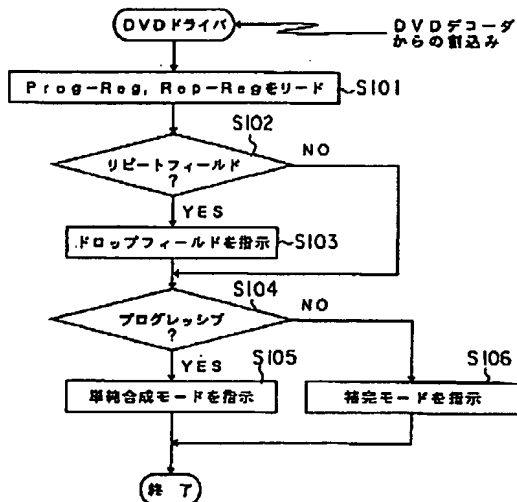 DVDドライバ
DVDデコーダ
からの割込み
Prog-Reg, Rep-Regをリード
S101
S102
リピートフィールド
?
NO
YES
ドロップフィールドを指示
S103
S104
プログレッシブ
?
NO
YES
S105
S106
単純合成モードを指示
補完モードを指示
終 了